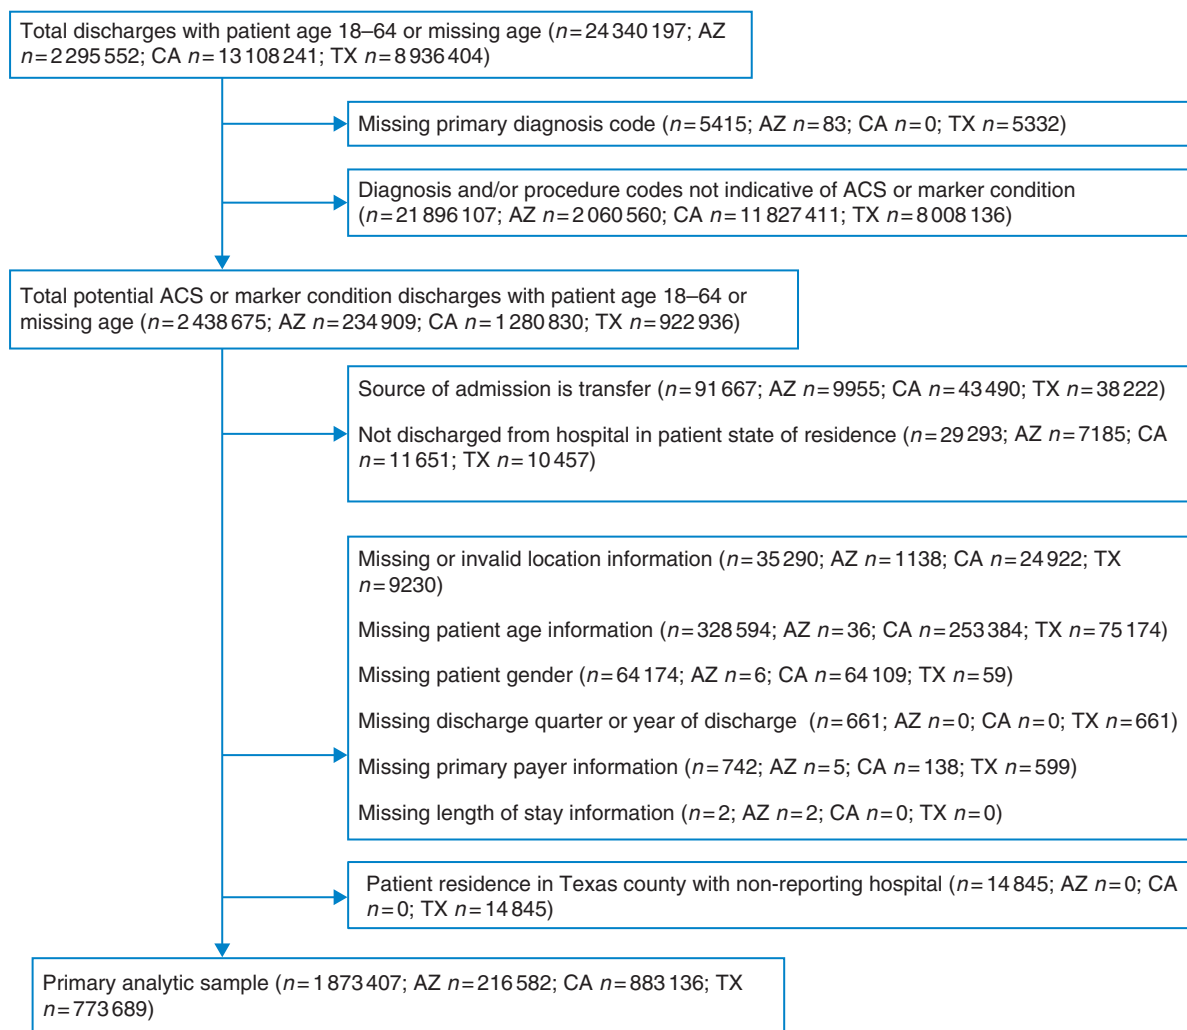 Total discharges with patient age 18–64 or missing age (n=24 340 197; AZ
n=2 295 552; CA n=13 108 241; TX n=8 936 404)
Missing primary diagnosis code (n=5415; AZ n=83; CA n=0; TX n=5332)
Diagnosis and/or procedure codes not indicative of ACS or marker condition
(n=21 896 107; AZ n=2 060 560; CA n=11 827 411; TX n=8 008 136)
Total potential ACS or marker condition discharges with patient age 18–64 or
missing age (n=2 438 675; AZ n=234 909; CA n=1 280 830; TX n=922 936)
Source of admission is transfer (n=91 667; AZ n=9955; CA n=43 490; TX n=38 222)
Not discharged from hospital in patient state of residence (n=29 293; AZ n=7185; CA
n=11 651; TX n=10 457)
Missing or invalid location information (n=35 290; AZ n=1138; CA n=24 922; TX
n=9230)
Missing patient age information (n=328 594; AZ n=36; CA n=253 384; TX n=75 174)
Missing patient gender (n=64 174; AZ n=6; CA n=64 109; TX n=59)
Missing discharge quarter or year of discharge (n=661; AZ n=0; CA n=0; TX n=661)
Missing primary payer information (n=742; AZ n=5; CA n=138; TX n=599)
Missing length of stay information (n=2; AZ n=2; CA n=0; TX n=0)
Patient residence in Texas county with non-reporting hospital (n=14 845; AZ n=0; CA
n=0; TX n=14 845)
Primary analytic sample (n=1 873 407; AZ n=216 582; CA n=883 136; TX
n=773 689)